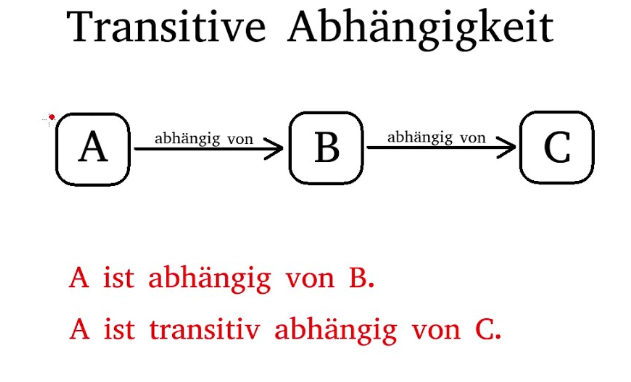 Transitive Abhängigkeit
A abhängig von B abhängig von C
A ist abhängig von B.
A ist transitiv abhängig von C.